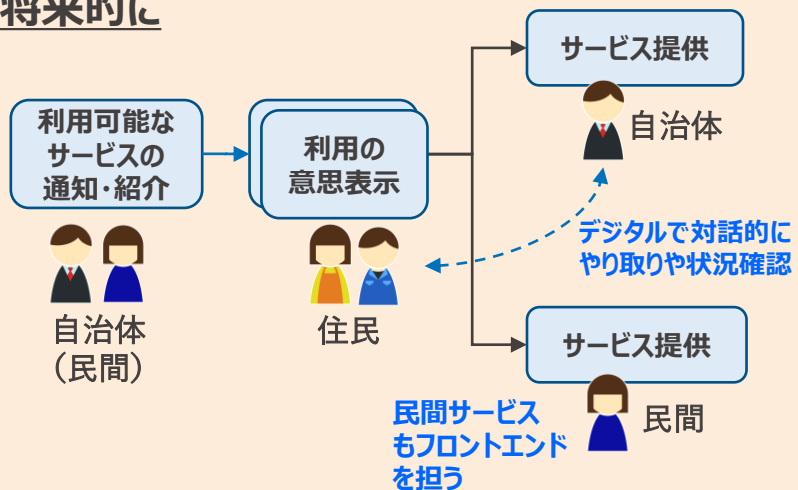 将来的に
利用可能な
サービスの
通知・紹介
自治体
（民間）
利用の
意思表示
住民
サービス提供
自治体
デジタルで対話的に
やり取りや状況確認
サービス提供
民間
民間サービス
もフロントエンド
を担う